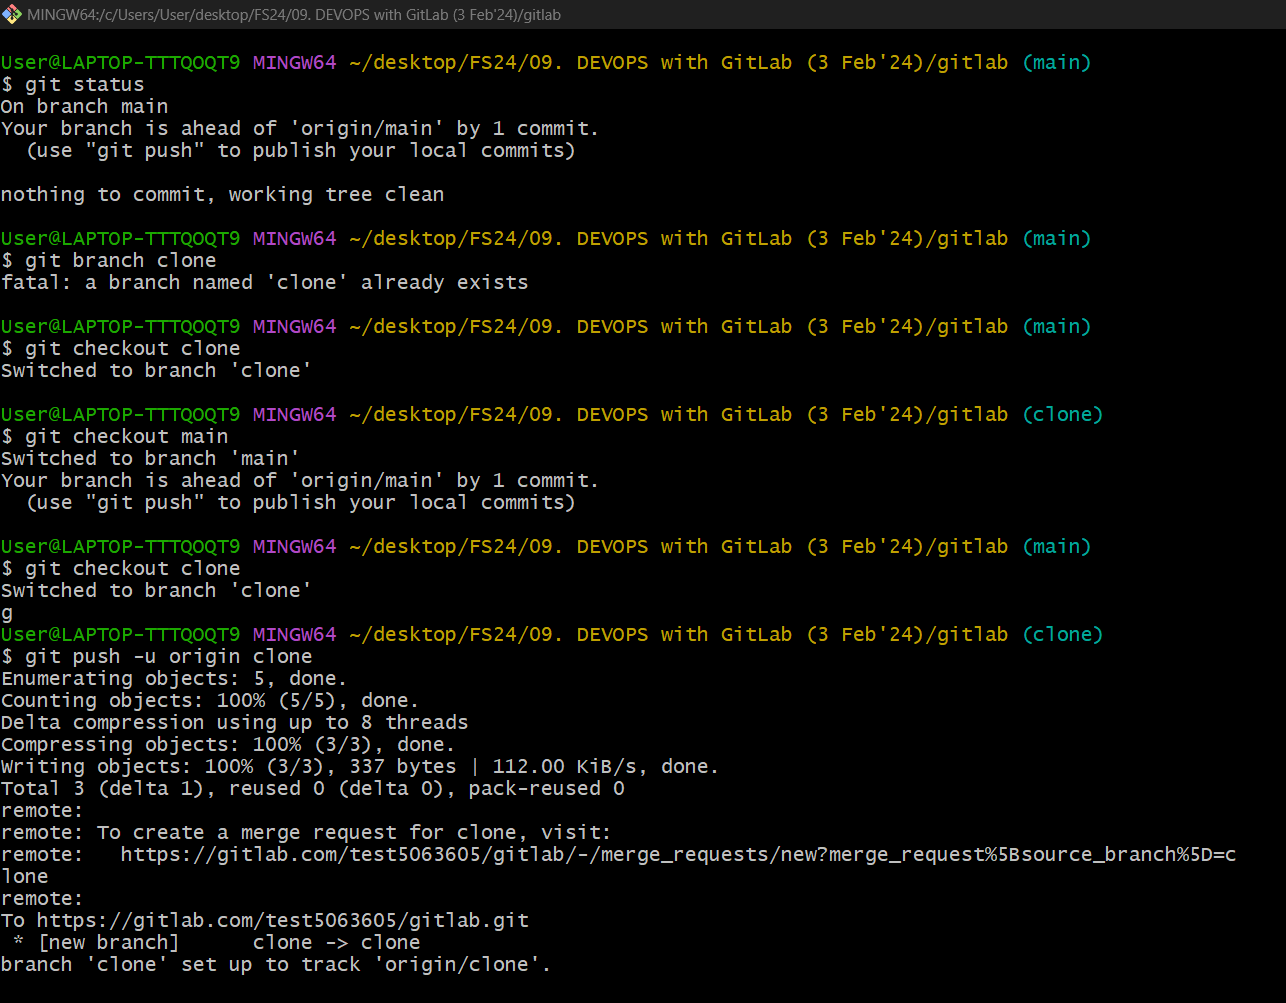 MINGW64:/c/Users/User/desktop/FS24/09. DEVOPS with GitLab (3 Feb'24)/gitlab
User@LAPTOP-TTTQOQT9 MINGW64 ~/desktop/FS24/09. DEVOPS with GitLab (3 Feb'24)/gitlab (main)
$ git status
On branch main
Your branch is ahead of 'origin/main' by 1 commit.
  (use "git push" to publish your local commits)
nothing to commit, working tree clean
User@LAPTOP-TTTQOQT9 MINGW64 ~/desktop/FS24/09. DEVOPS with GitLab (3 Feb'24)/gitlab (main)
$ git branch clone
fatal: a branch named 'clone' already exists
User@LAPTOP-TTTQOQT9 MINGW64 ~/desktop/FS24/09. DEVOPS with GitLab (3 Feb'24)/gitlab (main)
$ git checkout clone
Switched to branch 'clone'
User@LAPTOP-TTTQOQT9 MINGW64 ~/desktop/FS24/09. DEVOPS with GitLab (3 Feb'24)/gitlab (clone)
$ git checkout main
Switched to branch 'main'
Your branch is ahead of 'origin/main' by 1 commit.
  (use "git push" to publish your local commits)
User@LAPTOP-TTTQOQT9 MINGW64 ~/desktop/FS24/09. DEVOPS with GitLab (3 Feb'24)/gitlab (main)
$ git checkout clone
Switched to branch 'clone'
g
User@LAPTOP-TTTQOQT9 MINGW64 ~/desktop/FS24/09. DEVOPS with GitLab (3 Feb'24)/gitlab (clone)
$ git push -u origin clone
Enumerating objects: 5, done.
Counting objects: 100% (5/5), done.
Delta compression using up to 8 threads
Compressing objects: 100% (3/3), done.
Writing objects: 100% (3/3), 337 bytes | 112.00 KiB/s, done.
Total 3 (delta 1), reused 0 (delta 0), pack-reused 0
remote:
remote: To create a merge request for clone, visit:
remote:   https://gitlab.com/test5063605/gitlab/-/merge_requests/new?merge_request%5Bsource_branch%5D=c
lone
remote:
To https://gitlab.com/test5063605/gitlab.git
 * [new branch]      clone -> clone
branch 'clone' set up to track 'origin/clone'.